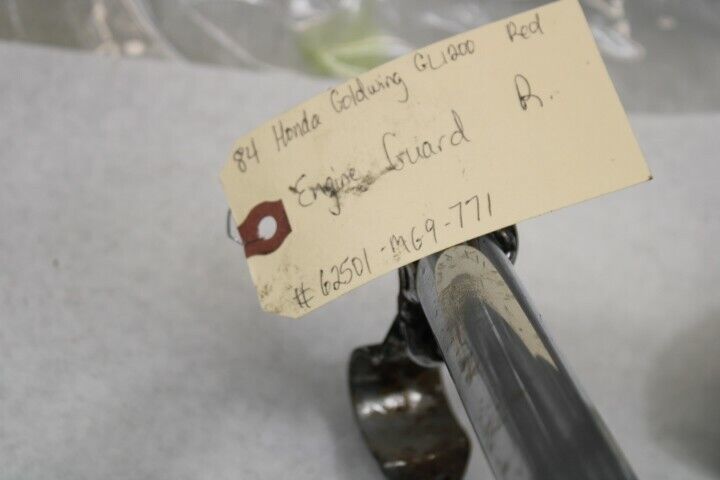 84 Honda Goldwing GL1200 Red
Engine Guard R.
# 62501-MG9-771